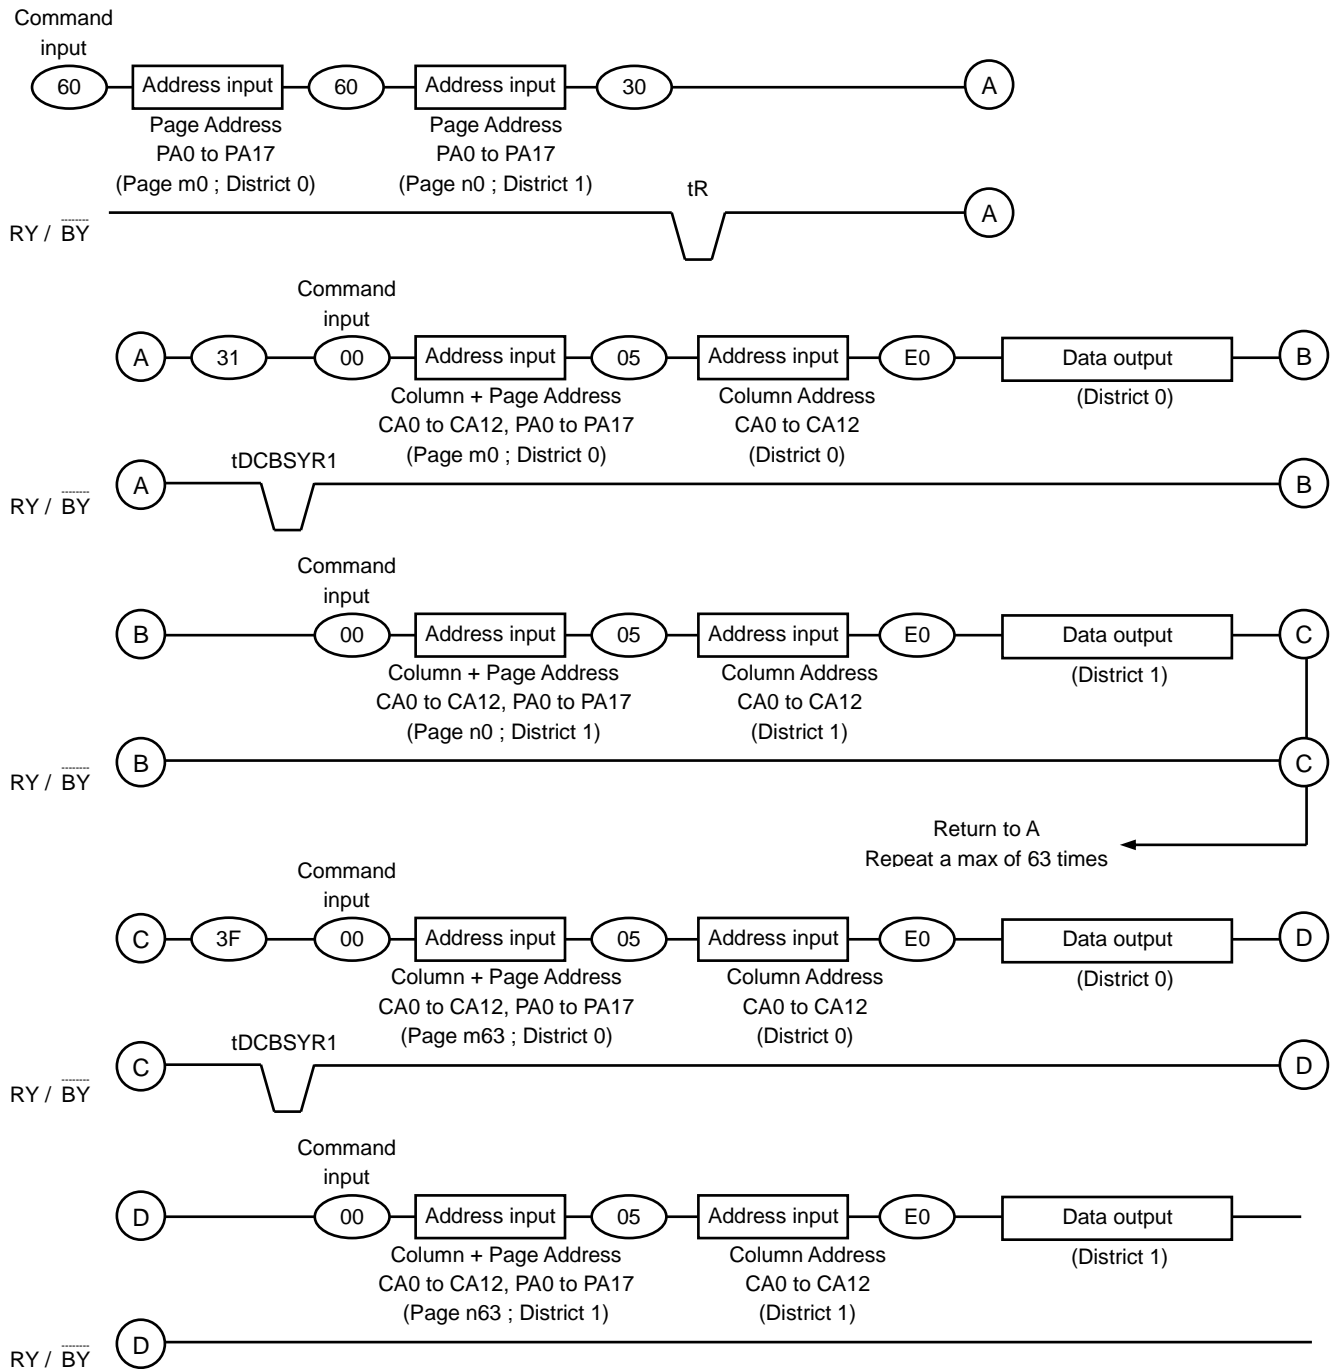 Command
input
60 Address input 60 Address input 30 A
Page Address Page Address
PA0 to PA17 PA0 to PA17
(Page m0 ; District 0) (Page n0 ; District 1)
tR
RY / BY A
Command
input
A 31 00 Address input 05 Address input E0 Data output B
Column + Page Address Column Address (District 0)
CA0 to CA12, PA0 to PA17 CA0 to CA12
(Page m0 ; District 0) (District 0)
tDCBSYR1
RY / BY A B
Command
input
B 00 Address input 05 Address input E0 Data output C
Column + Page Address Column Address (District 1)
CA0 to CA12, PA0 to PA17 CA0 to CA12
(Page n0 ; District 1) (District 1)
RY / BY B C
Return to A
Repeat a max of 63 times
Command
input
C 3F 00 Address input 05 Address input E0 Data output D
Column + Page Address Column Address (District 0)
CA0 to CA12, PA0 to PA17 CA0 to CA12
(Page m63 ; District 0) (District 0)
tDCBSYR1
RY / BY C D
Command
input
D 00 Address input 05 Address input E0 Data output
Column + Page Address Column Address (District 1)
CA0 to CA12, PA0 to PA17 CA0 to CA12
(Page n63 ; District 1) (District 1)
RY / BY D